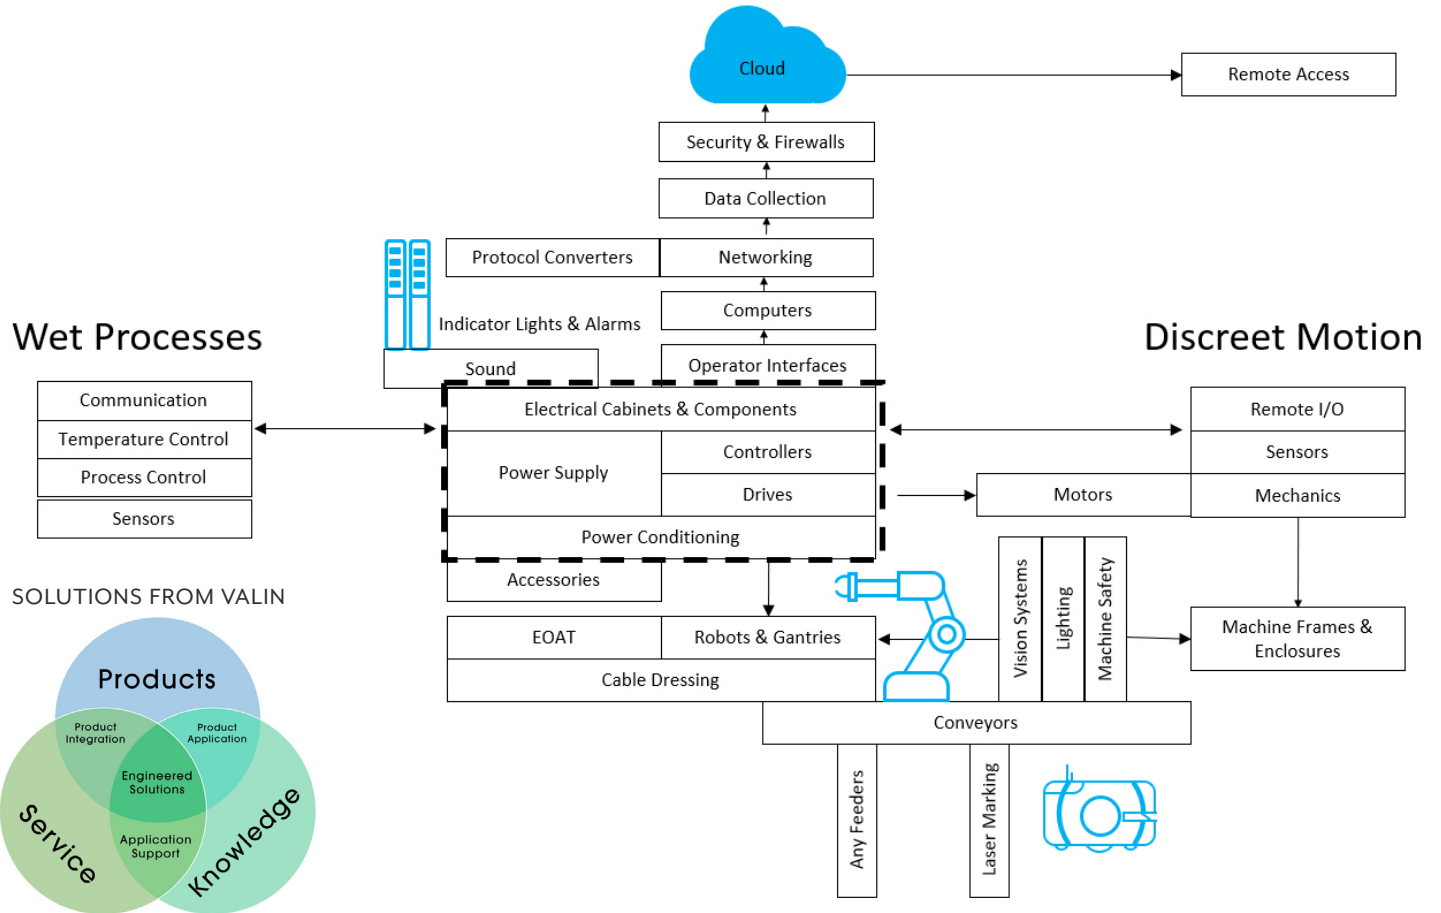 Cloud
Remote Access
Security & Firewalls
Data Collection
Protocol Converters
Networking
Computers
Indicator Lights & Alarms
Operator Interfaces
Sound
Wet Processes
Communication
Temperature Control
Process Control
Sensors
Electrical Cabinets & Components
Power Supply
Controllers
Drives
Power Conditioning
Accessories
Discreet Motion
Remote I/O
Sensors
Motors
Mechanics
EOAT
Robots & Gantries
Cable Dressing
Vision Systems
Lighting
Machine Safety
Machine Frames &
Enclosures
Conveyors
Any Feeders
Laser Marking
SOLUTIONS FROM VALIN
Products
Product
Integration
Product
Application
Engineered
Solutions
Service
Application
Support
Knowledge